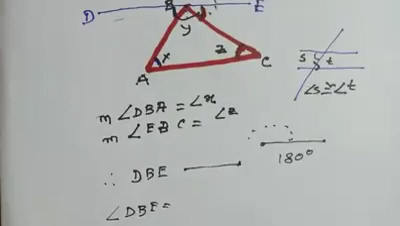 D B E
y
x z
A C
s t
∠s ≅ ∠t
m ∠DBA = ∠x
m ∠EBC = ∠z
∴ DBE
180°
∠DBE =